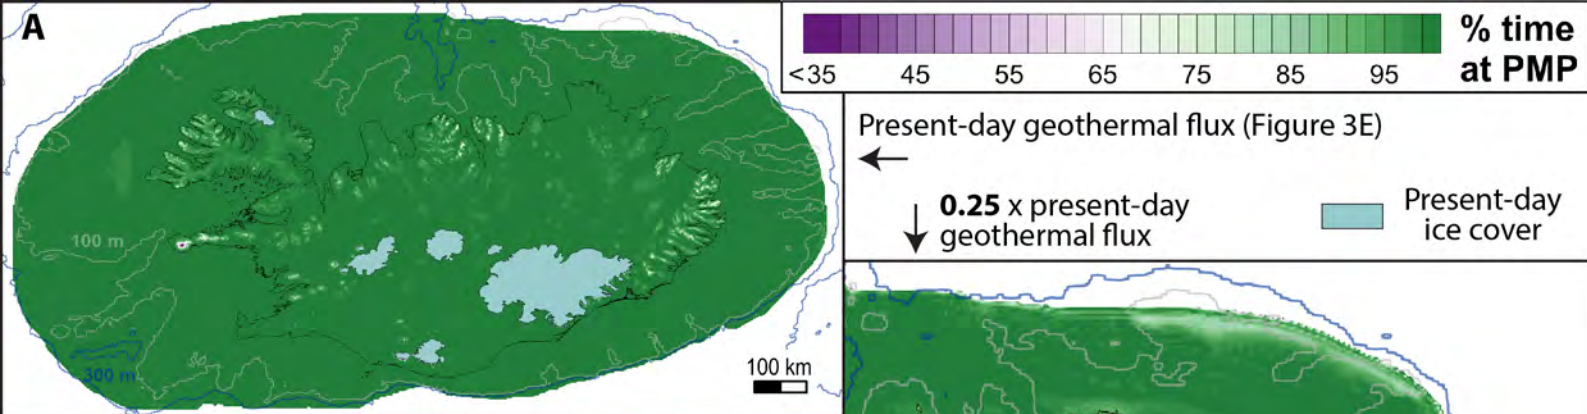 A
% time
at PMP
<35 45 55 65 75 85 95
Present-day geothermal flux (Figure 3E)
0.25 x present-day
geothermal flux
Present-day
ice cover
100 m
300 m
100 km